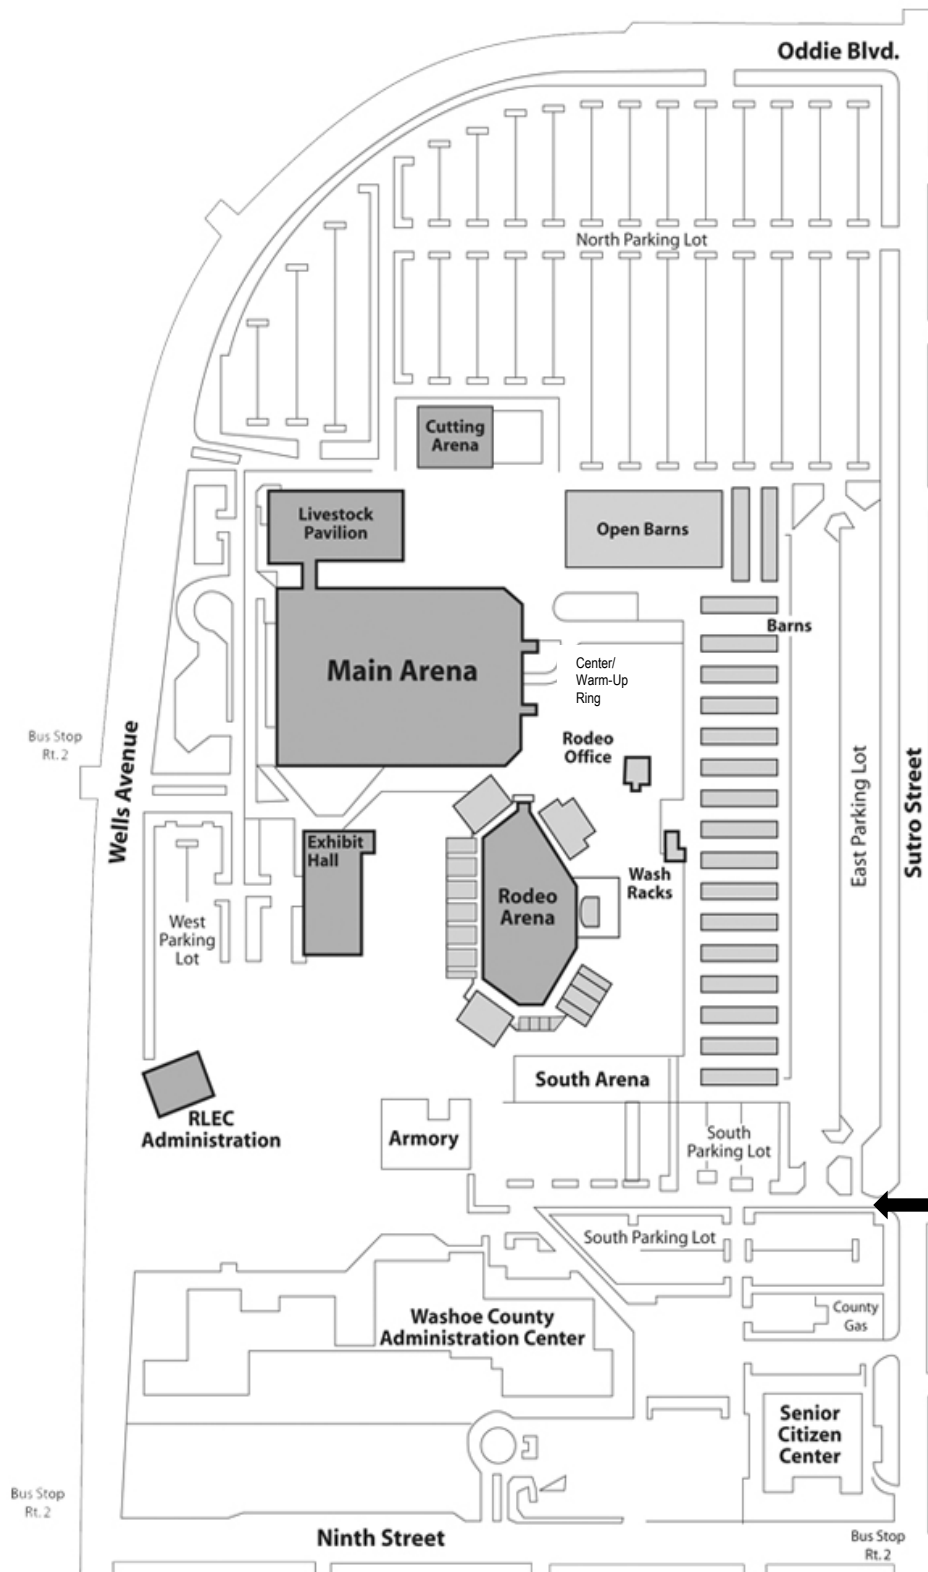 Oddie Blvd.
North Parking Lot
Cutting
Arena
Livestock
Pavilion
Open Barns
Barns
Main Arena
Center/
Warm-Up
Ring
Rodeo
Office
Bus Stop
Rt. 2
Wells Avenue
East Parking Lot
Sutro Street
Exhibit
Hall
Wash
Racks
Rodeo
Arena
West
Parking
Lot
South Arena
RLEC
Administration
Armory
South
Parking Lot
South Parking Lot
Washoe County
Administration Center
County
Gas
Senior
Citizen
Center
Bus Stop
Rt. 2
Ninth Street
Bus Stop
Rt. 2